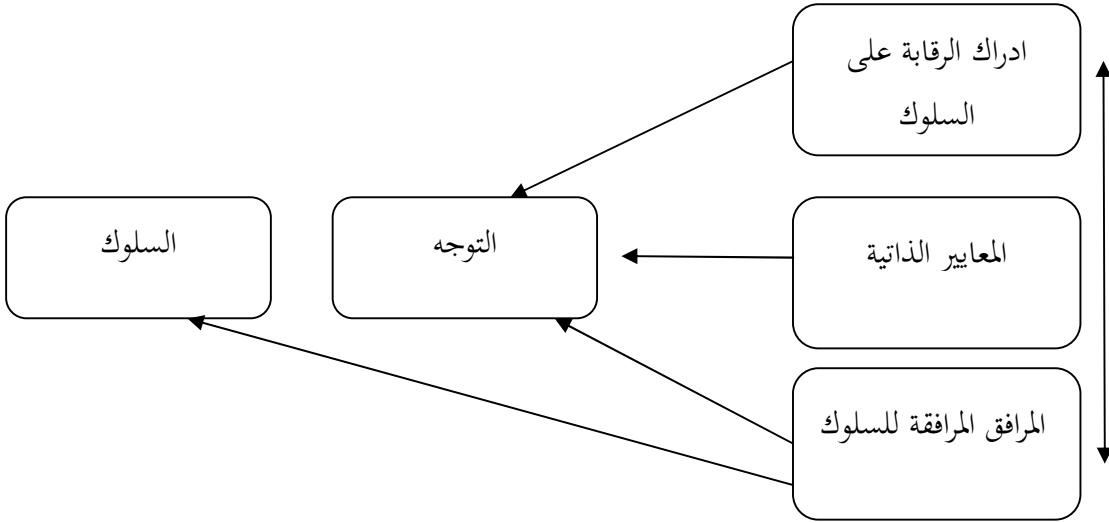 ادراك الرقابة على
السلوك
المعايير الذاتية
التوجه
السلوك
المرافق المرافقة للسلوك